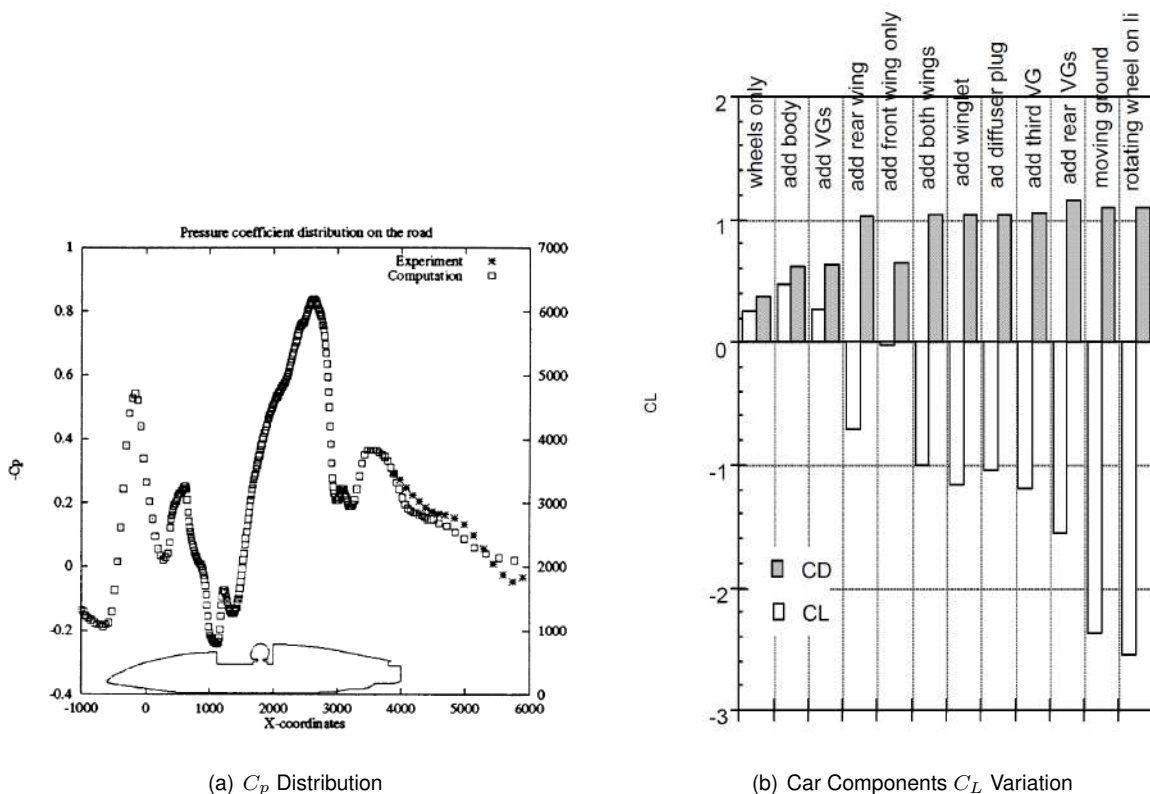 Pressure coefficient distribution on the road
1
0.8
0.6
0.4
0.2
0
-0.2
-0.4
-Cp
7000
6000
5000
4000
3000
2000
1000
0
Experiment
Computation
-1000 0 1000 2000 3000 4000 5000 6000
X-coordinates
(a) Cp Distribution
wheels only
add body
add VGs
add rear wing
add front wing only
add both wings
add winglet
ad diffuser plug
add third VG
add rear VGs
moving ground
rotating wheel on li
2
1
0
-1
-2
-3
CL
CD
CL
(b) Car Components CL Variation